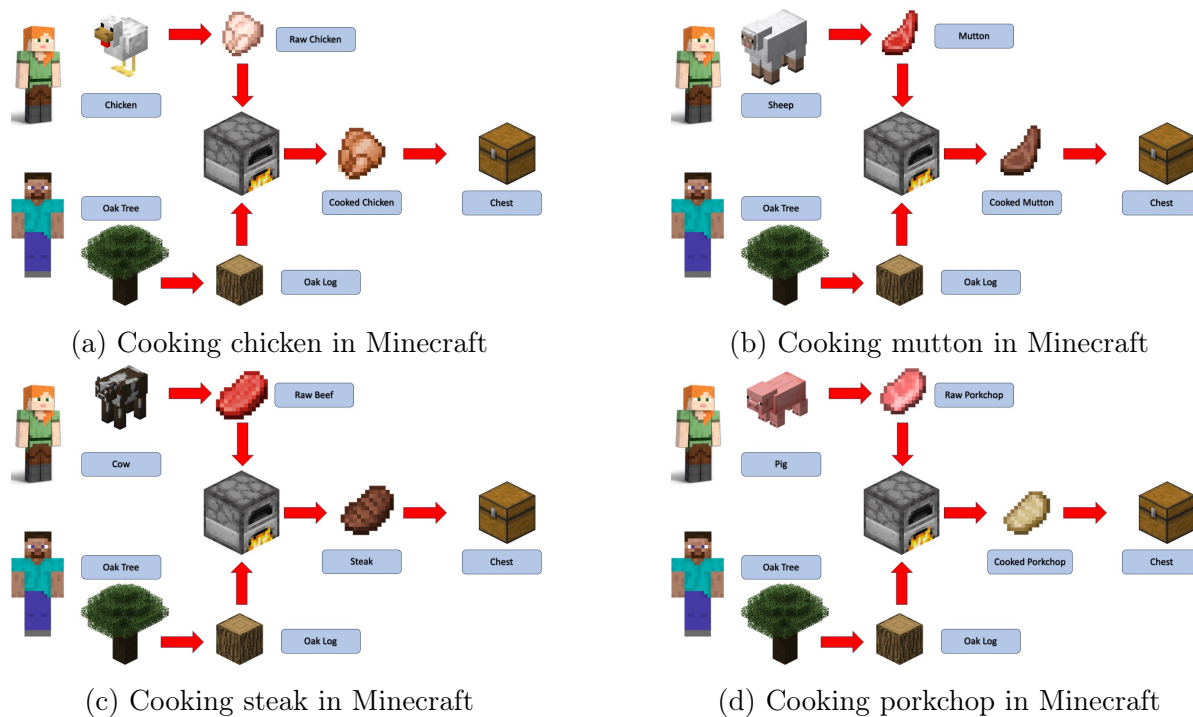 Raw Chicken
Chicken
Oak Tree
Cooked Chicken
Chest
Oak Log
(a) Cooking chicken in Minecraft
Mutton
Sheep
Oak Tree
Cooked Mutton
Chest
Oak Log
(b) Cooking mutton in Minecraft
Raw Beef
Cow
Oak Tree
Steak
Chest
Oak Log
(c) Cooking steak in Minecraft
Raw Porkchop
Pig
Oak Tree
Cooked Porkchop
Chest
Oak Log
(d) Cooking porkchop in Minecraft